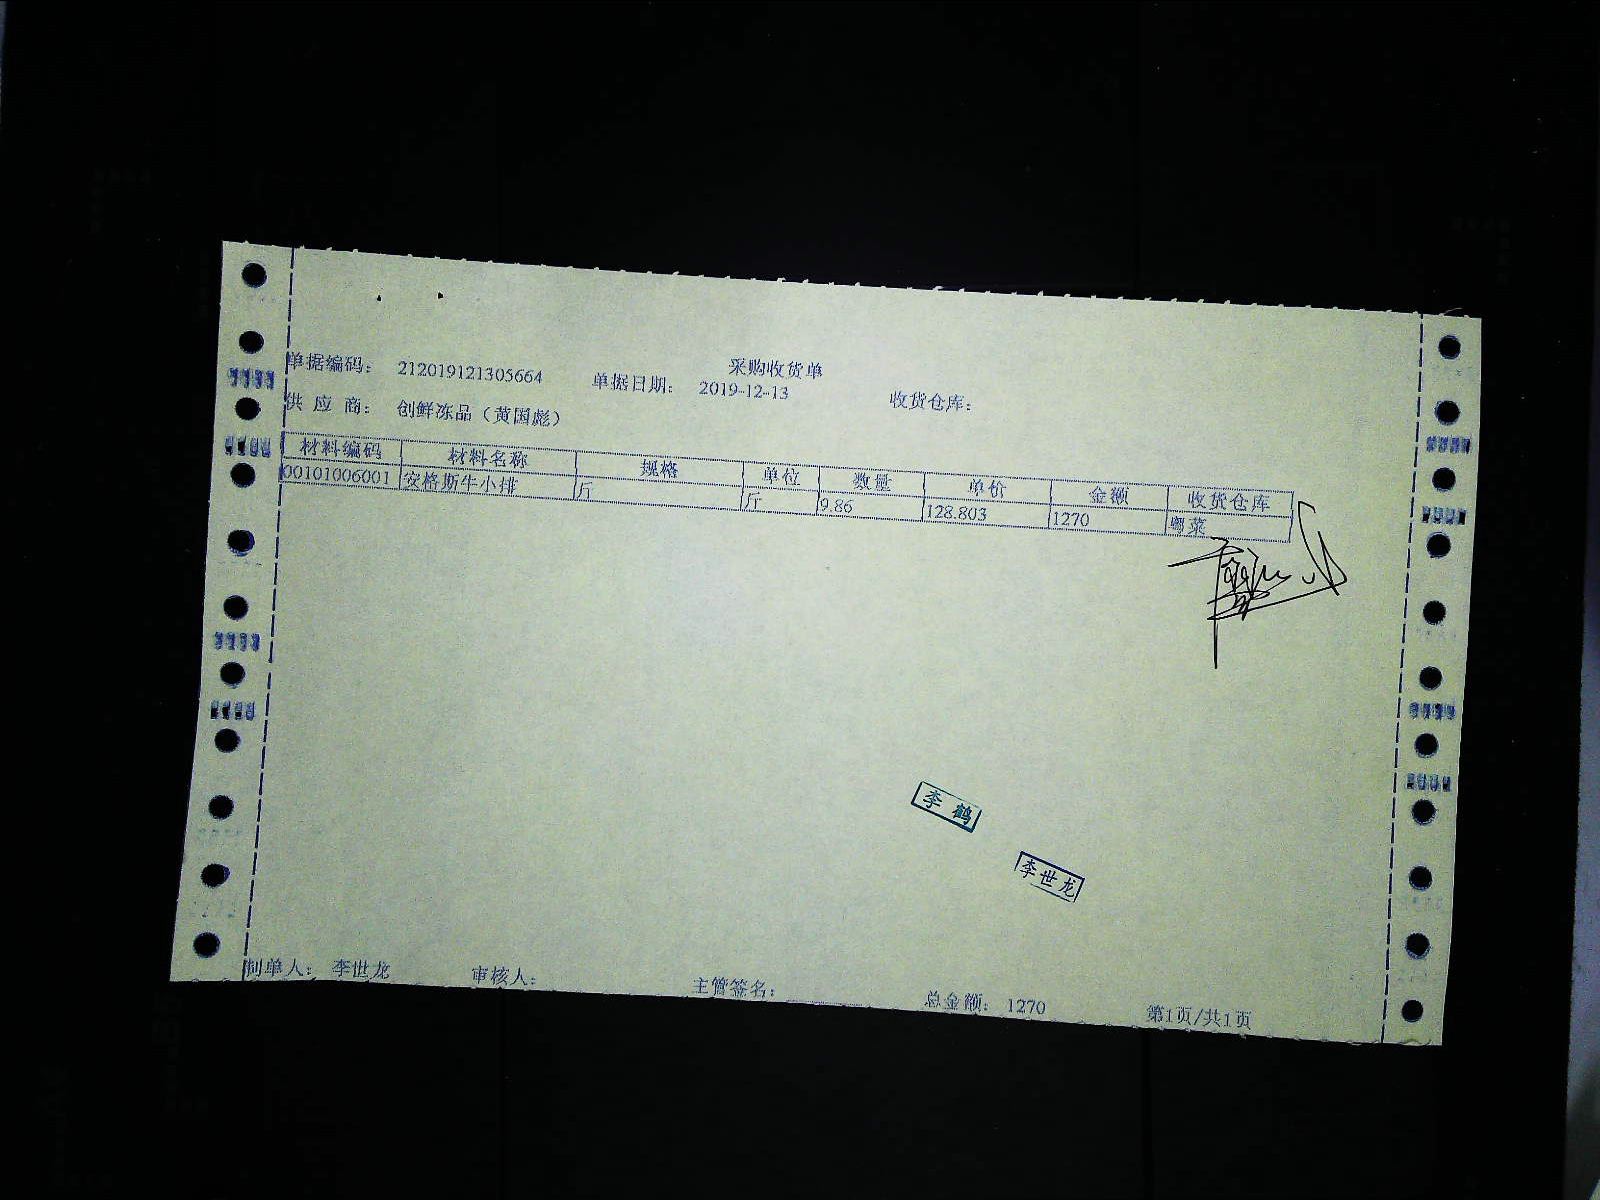 采购收货单
单据编码： 212019121305664 单据日期： 2019-12-13 收货仓库：
供 应 商： 创鲜冻品（黄国彪）
材料编码 材料名称 规格 单位 数量 单价 金额 收货仓库
00101006001 安格斯牛小排 斤 斤 9.86 128.803 1270 粤菜
李鹤
李世龙
制单人： 李世龙 审核人： 主管签名： 总金额： 1270 第1页/共1页